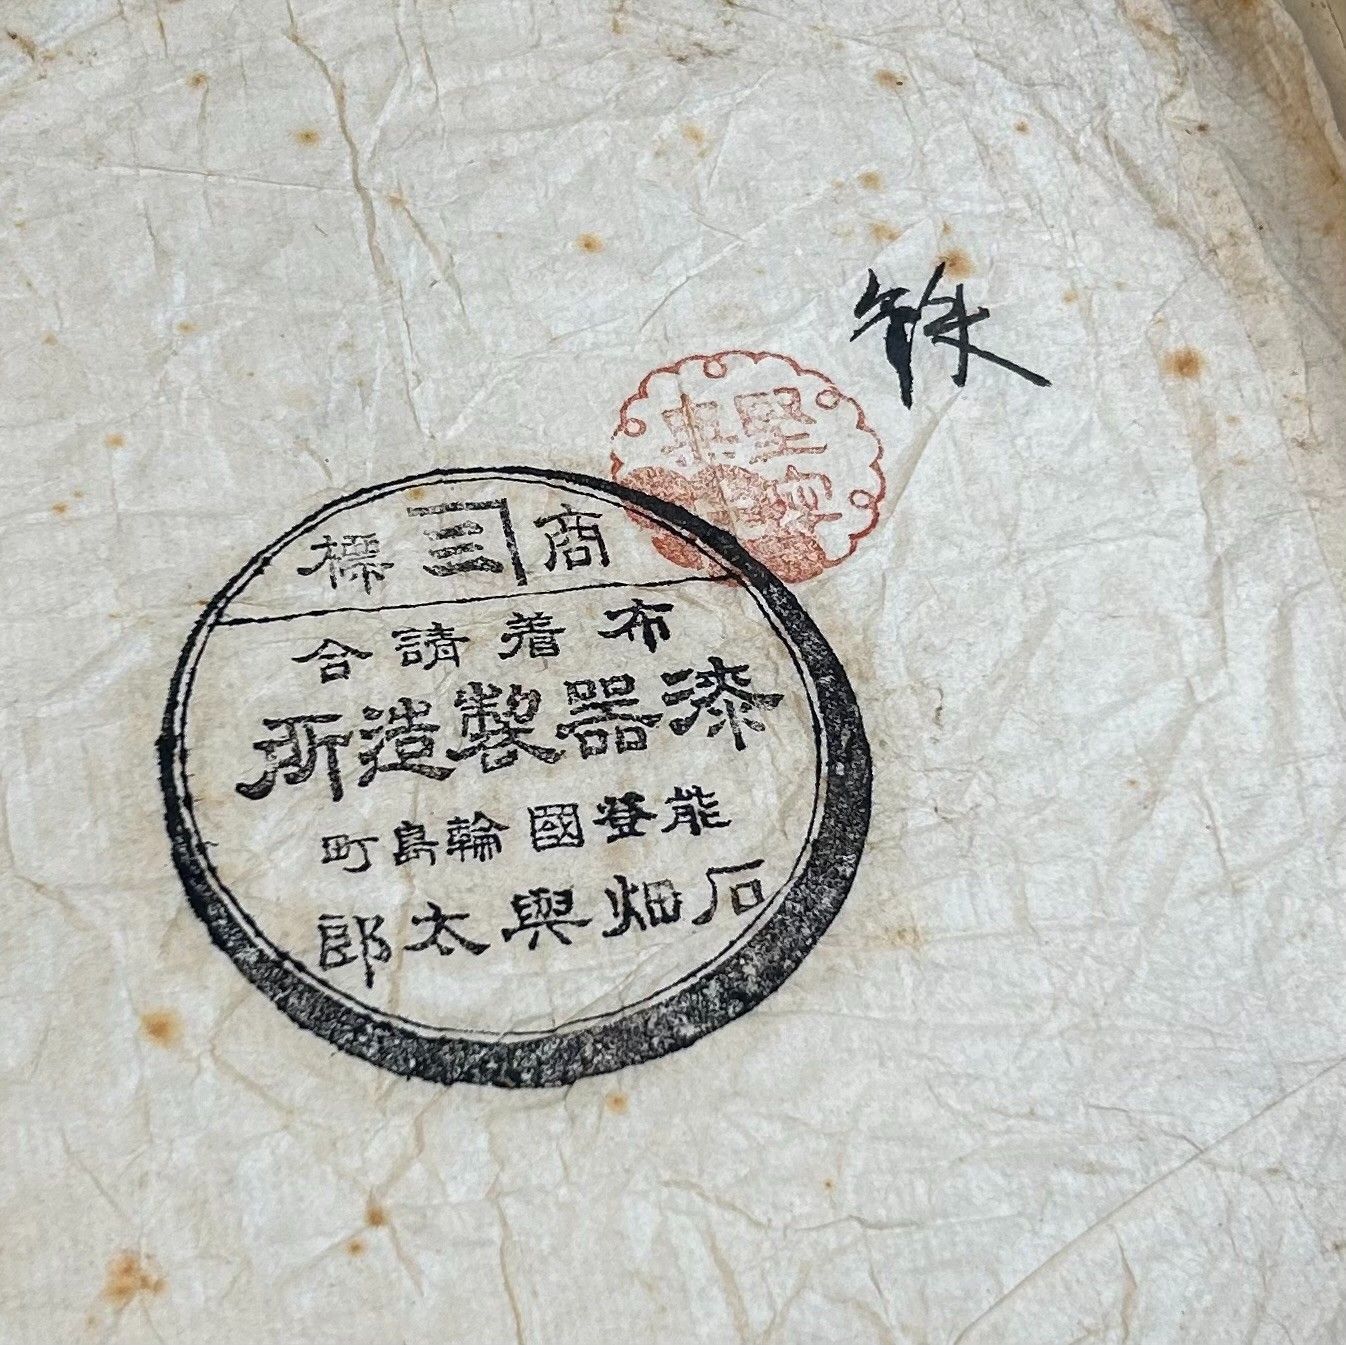 商三標
布着請合
漆器製造所
能登國輪島町
石畑與太郎